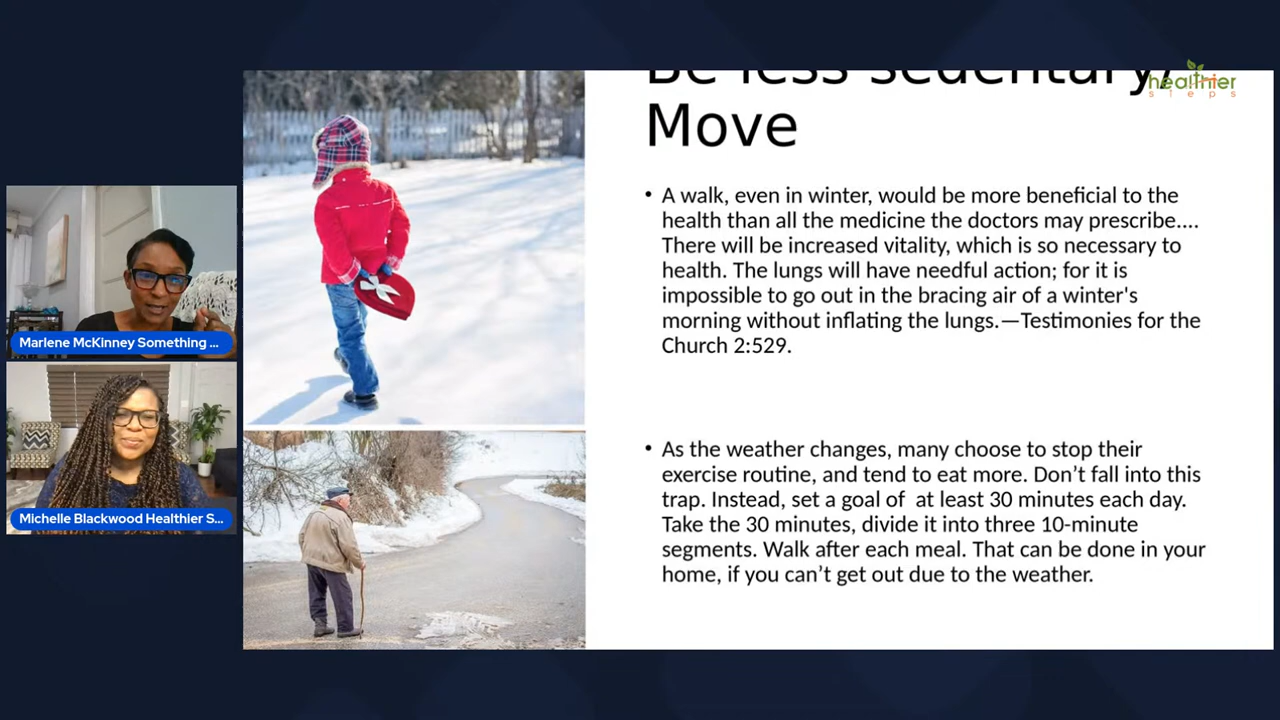 Be less sedentary,
Move
healthier
steps
• A walk, even in winter, would be more beneficial to the
health than all the medicine the doctors may prescribe....
There will be increased vitality, which is so necessary to
health. The lungs will have needful action; for it is
impossible to go out in the bracing air of a winter's
morning without inflating the lungs.—Testimonies for the
Church 2:529.
• As the weather changes, many choose to stop their
exercise routine, and tend to eat more. Don’t fall into this
trap. Instead, set a goal of  at least 30 minutes each day.
Take the 30 minutes, divide it into three 10-minute
segments. Walk after each meal. That can be done in your
home, if you can’t get out due to the weather.
Marlene McKinney Something ...
Michelle Blackwood Healthier S...